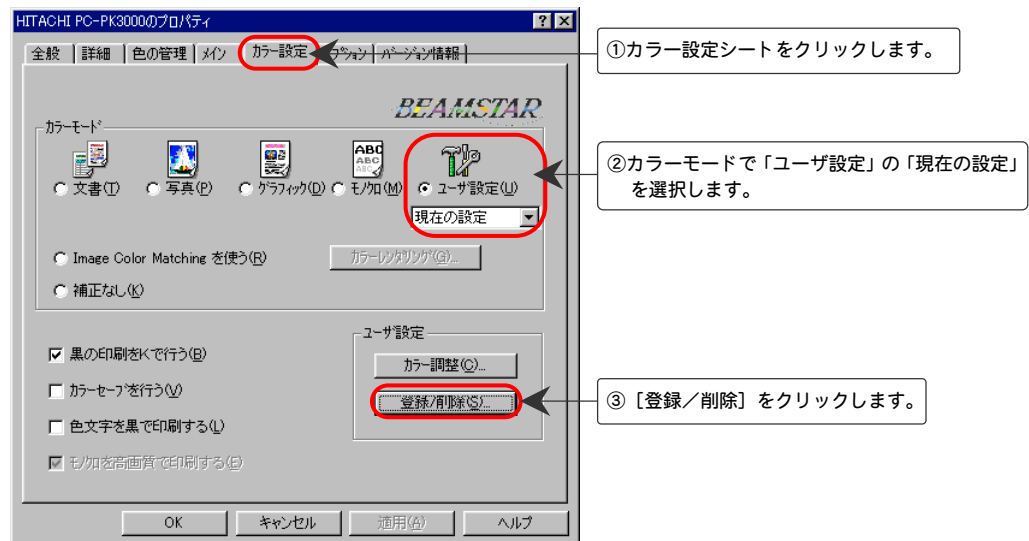 HITACHI PC-PK3000のプロパティ
全般 詳細 色の管理 メイン カラー設定 プション バージョン情報
①カラー設定シートをクリックします。
BEAMSTAR
カラーモード
ABC
ABC
ABC
文書(T) 写真(P) グラフィック(D) モノクロ(M) ユーザ設定(U)
現在の設定
②カラーモードで「ユーザ設定」の「現在の設定」
を選択します。
Image Color Matching を使う(R) カラーレンダリング(G)...
補正なし(K)
ユーザ設定
黒の印刷をKで行う(B)
カラー調整(C)...
カラーセーブを行う(V)
登録/削除(S)...
③［登録／削除］をクリックします。
色文字を黒で印刷する(L)
モノクロを高画質で印刷する(E)
OK キャンセル 適用(A) ヘルプ